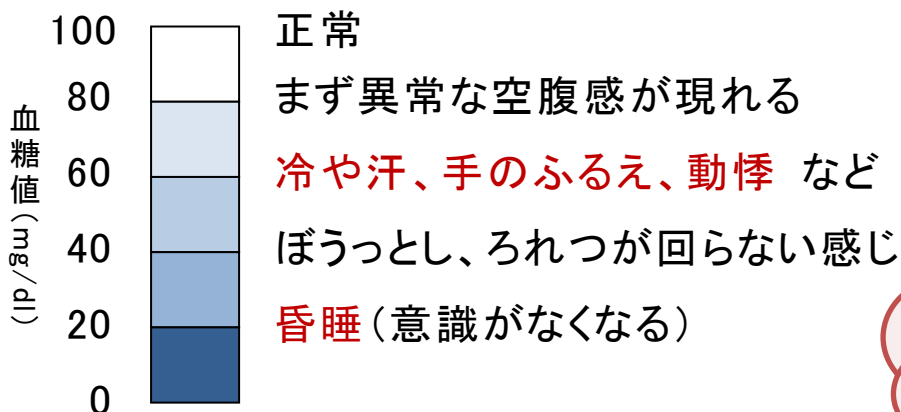 100 正常
80 まず異常な空腹感が現れる
60 冷や汗、手のふるえ、動悸 など
40 ぼうっとし、ろれつが回らない感じ
20 昏睡(意識がなくなる)
0
血糖値(mg/dl)